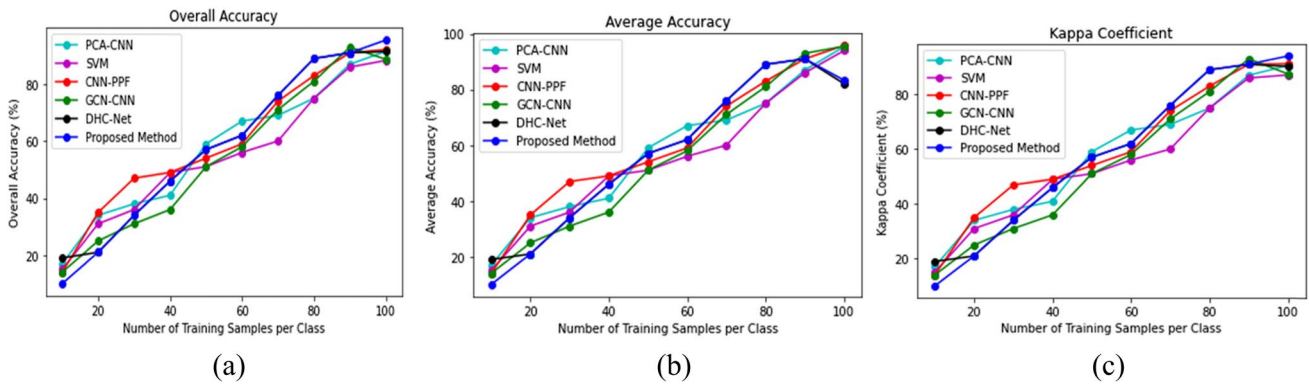 Overall Accuracy
Overall Accuracy (%)
80
60
40
20
PCA-CNN
SVM
CNN-PPF
GCN-CNN
DHC-Net
Proposed Method
20 40 60 80 100
Number of Training Samples per Class
(a)
Average Accuracy
Average Accuracy (%)
100
80
60
40
20
PCA-CNN
SVM
CNN-PPF
GCN-CNN
DHC-Net
Proposed Method
20 40 60 80 100
Number of Training Samples per Class
(b)
Kappa Coefficient
Kappa Coefficient (%)
80
60
40
20
PCA-CNN
SVM
CNN-PPF
GCN-CNN
DHC-Net
Proposed Method
20 40 60 80 100
Number of Training Samples per Class
(c)